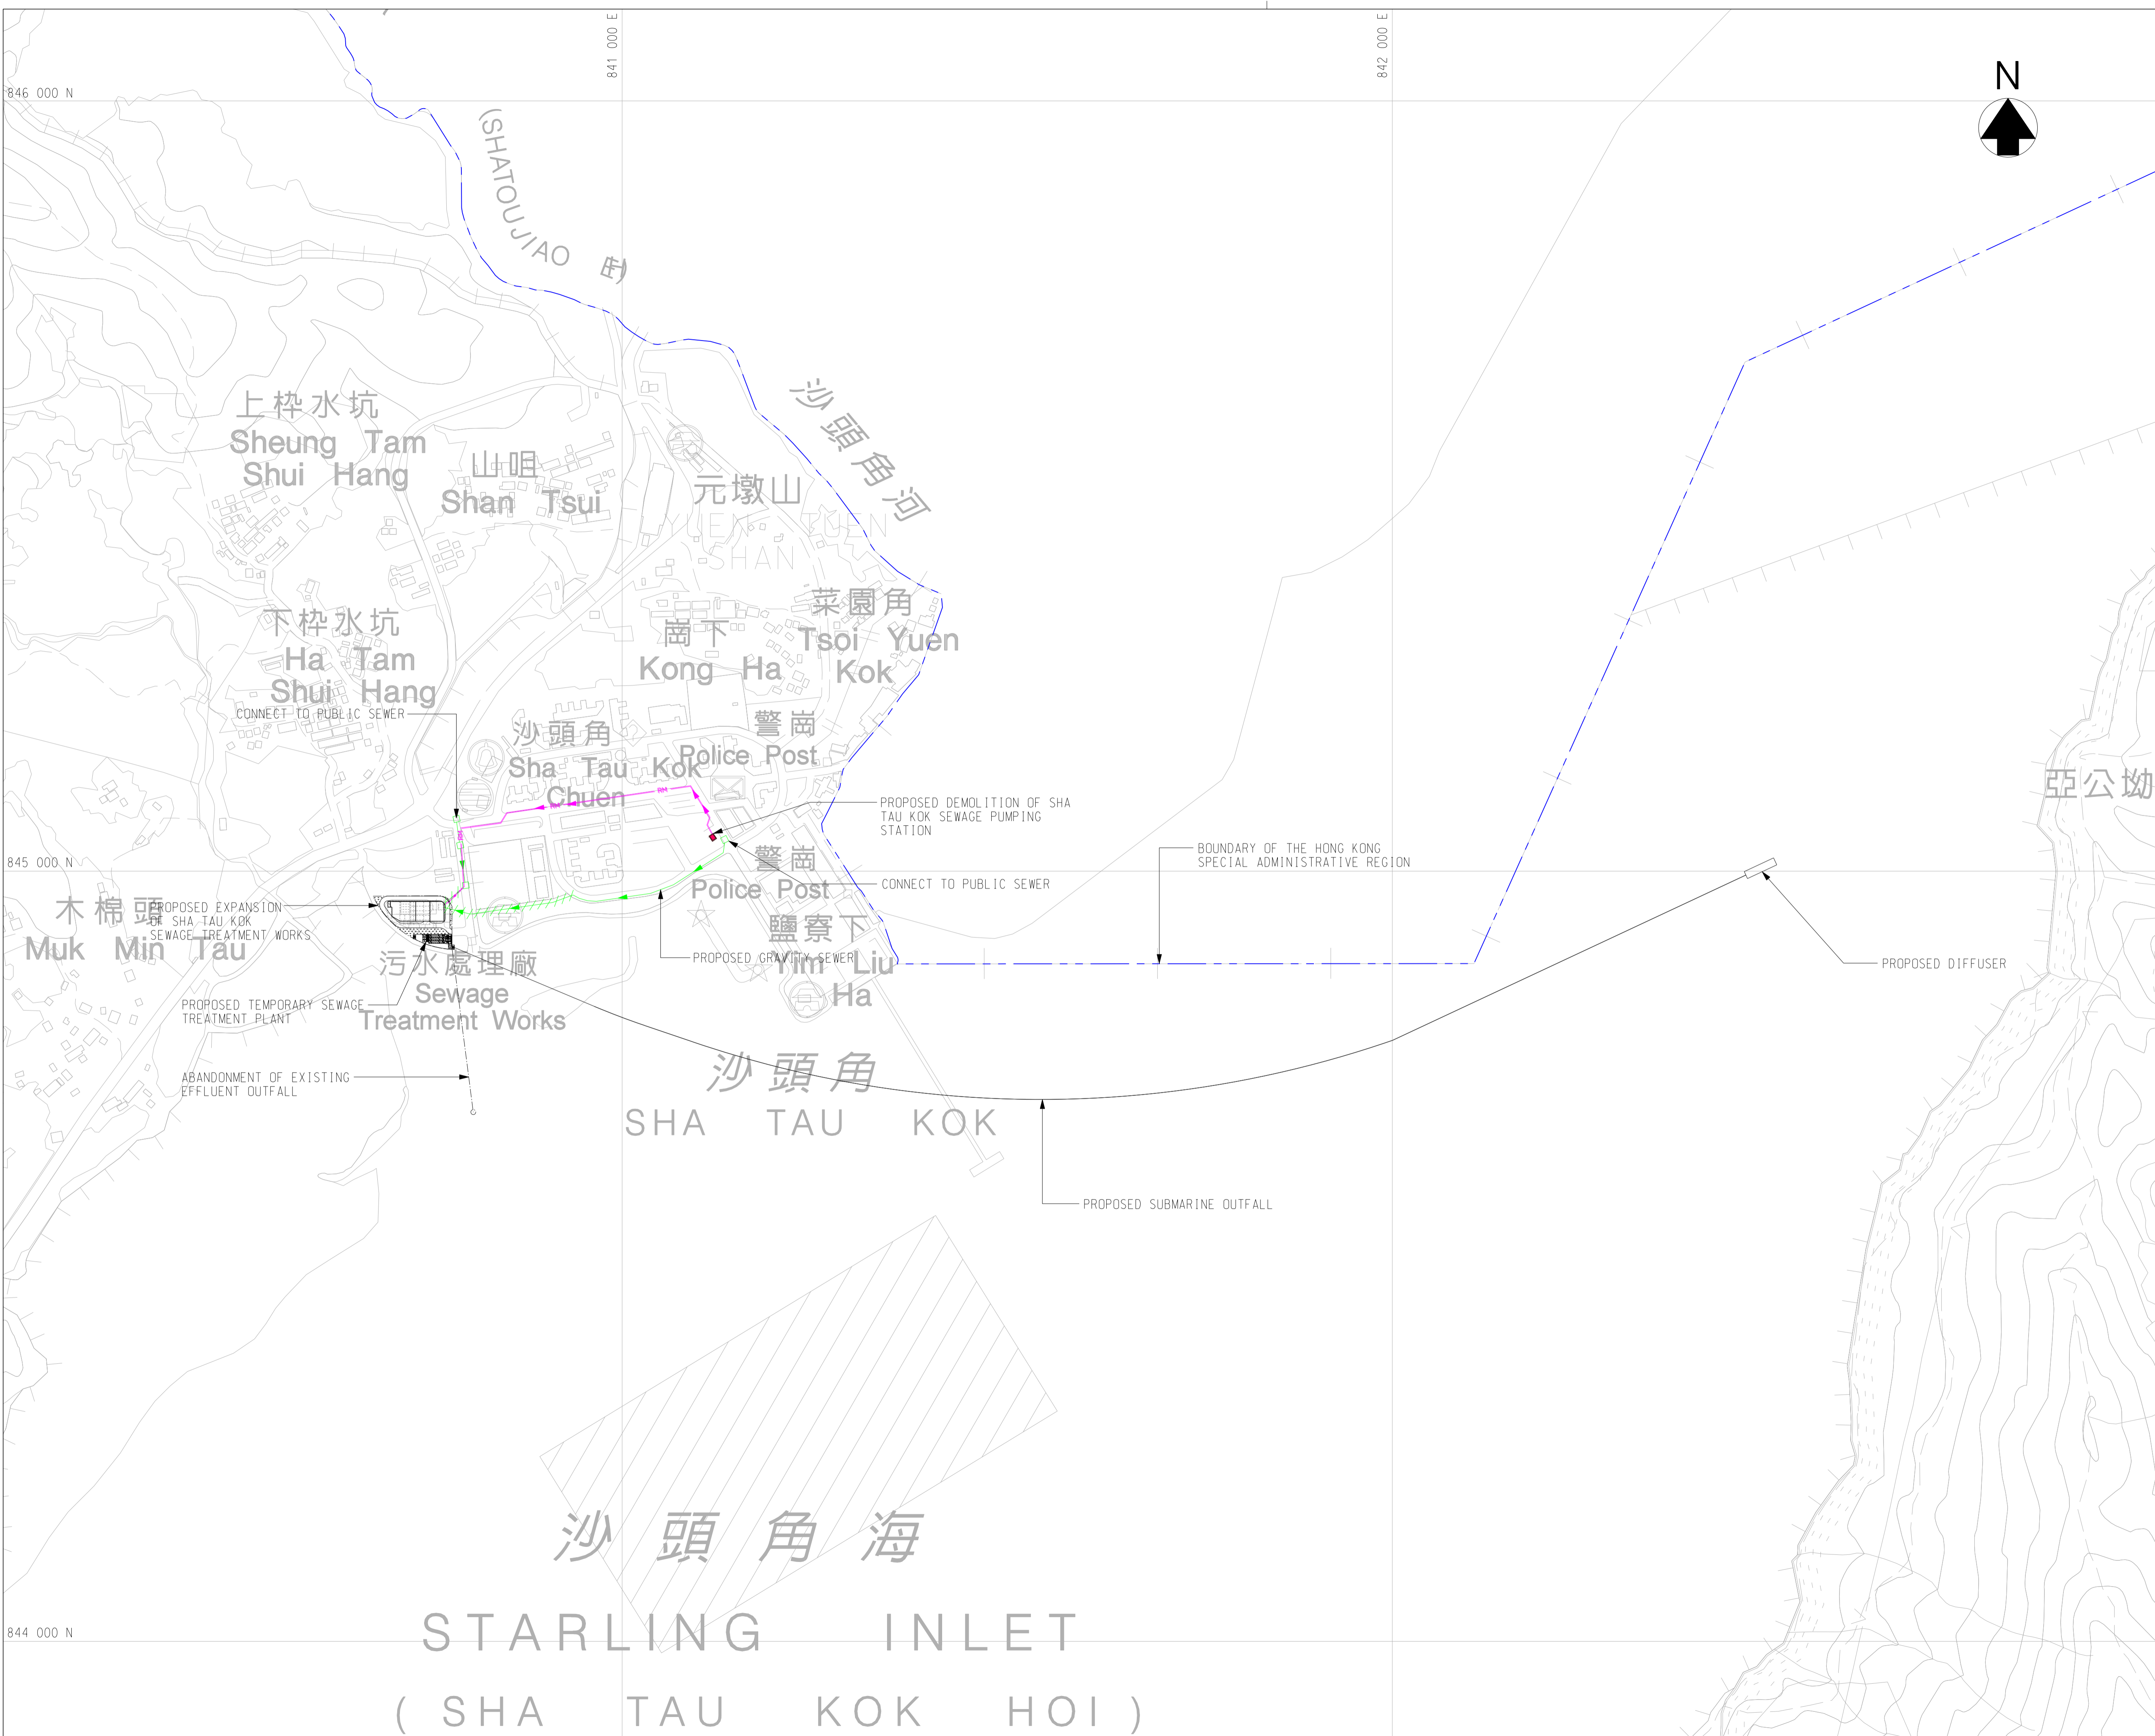 841 000 E
842 000 E
846 000 N
N
(SHATOUJIAO
上枠水坑
Sheung Tam
Shui Hang
山咀
Shan Tsui
沙頭角河
元墩山
YUEN TUEN
SHAN
菜園角
Tsoi Yuen
Kok
崗下
Kong Ha
下枠水坑
Ha Tam
Shui Hang
CONNECT TO PUBLIC SEWER
沙頭角
Sha Tau Kok
Chuen
警崗
Police Post
亞公坳
RM
RM
RM
PROPOSED DEMOLITION OF SHA
TAU KOK SEWAGE PUMPING
STATION
BOUNDARY OF THE HONG KONG
SPECIAL ADMINISTRATIVE REGION
845 000 N
警崗
Police Post
CONNECT TO PUBLIC SEWER
木棉頭
Muk Min Tau
PROPOSED EXPANSION
OF SHA TAU KOK
SEWAGE TREATMENT WORKS
鹽寮下
Yim Liu
Ha
PROPOSED GRAVITY SEWER
PROPOSED DIFFUSER
污水處理廠
Sewage
Treatment Works
PROPOSED TEMPORARY SEWAGE
TREATMENT PLANT
ABANDONMENT OF EXISTING
EFFLUENT OUTFALL
沙頭角
SHA TAU KOK
PROPOSED SUBMARINE OUTFALL
沙頭角海
844 000 N
STARLING INLET
( SHA TAU KOK HOI )